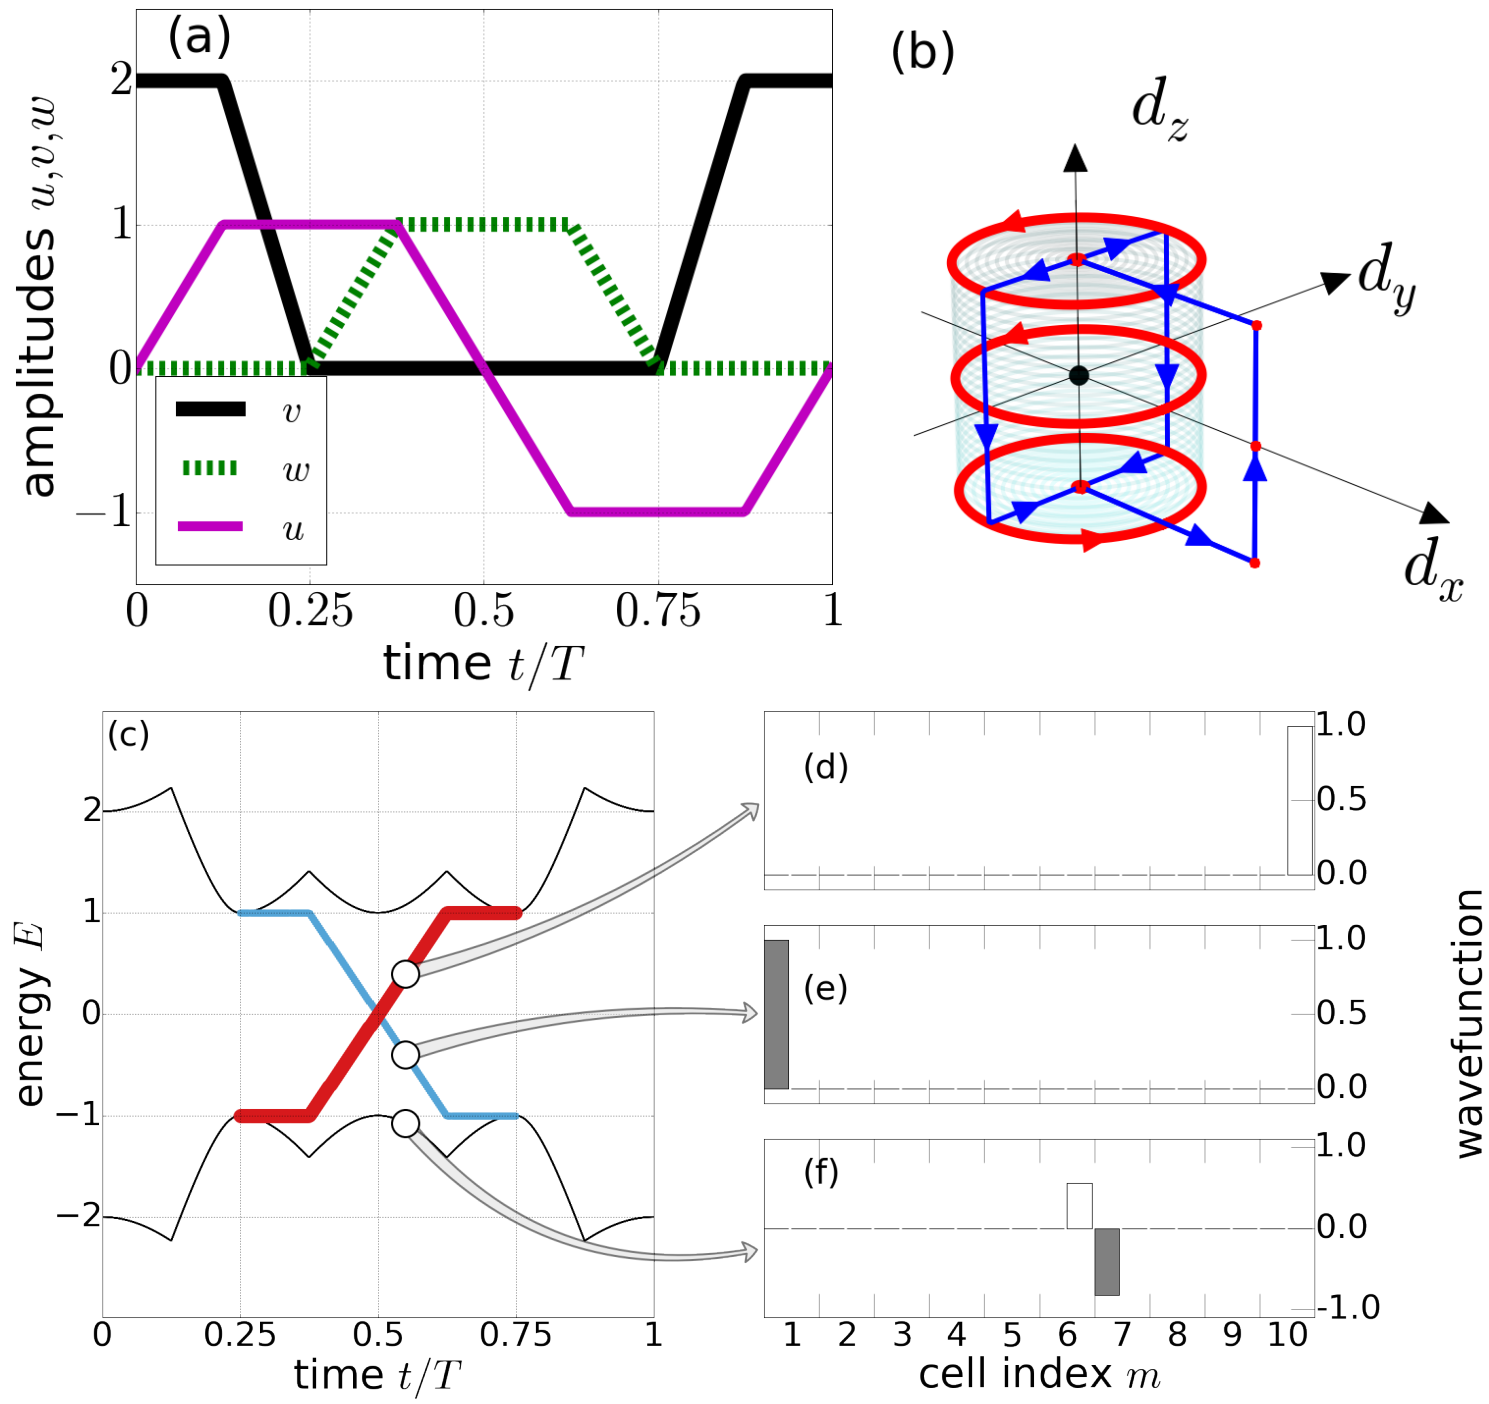 (a)
amplitudes u,v,w
2
1
0
−1
v
w
u
0 0.25 0.5 0.75 1
time t/T
(b)
d_z
d_y
d_x
(c)
energy E
2
1
0
−1
−2
0 0.25 0.5 0.75 1
time t/T
(d)
1.0
0.5
0.0
(e)
1.0
0.5
0.0
(f)
1.0
0.0
-1.0
1 2 3 4 5 6 7 8 9 10
cell index m
wavefunction